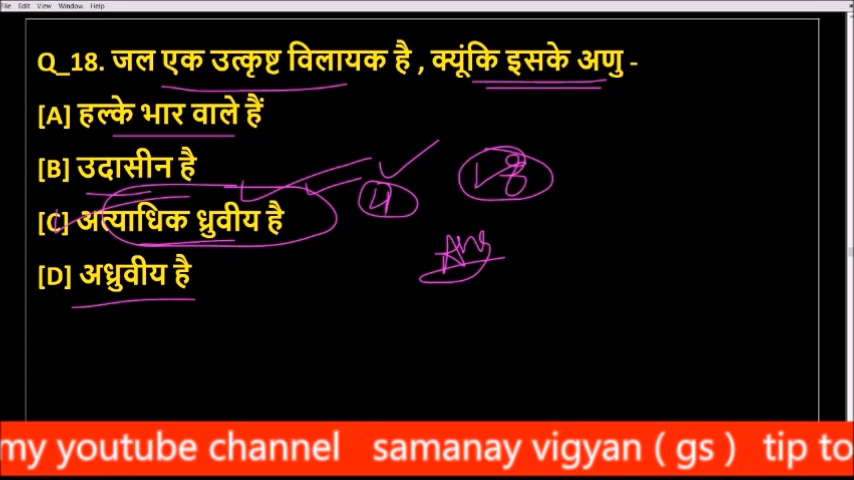 File Edit View Window Help
Q_18. जल एक उत्कृष्ट विलायक है , क्यूंकि इसके अणु -
[A] हल्के भार वाले हैं
[B] उदासीन है
[C] अत्याधिक ध्रुवीय है
[D] अध्रुवीय है
Ans
my youtube channel samanay vigyan ( gs ) tip to